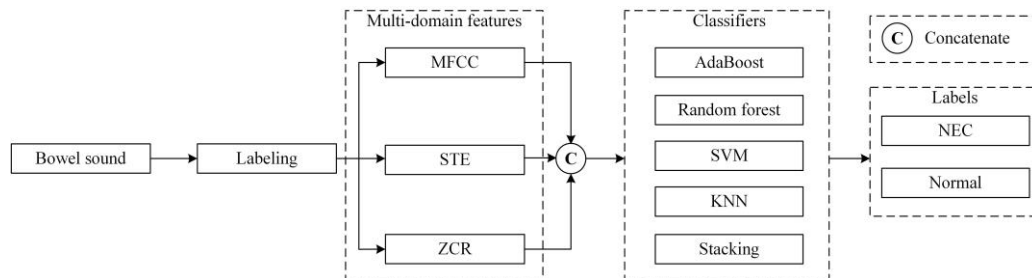 Multi-domain features
Classifiers
C Concatenate
MFCC
AdaBoost
Labels
Random forest
NEC
Bowel sound
Labeling
STE
C
SVM
Normal
KNN
ZCR
Stacking